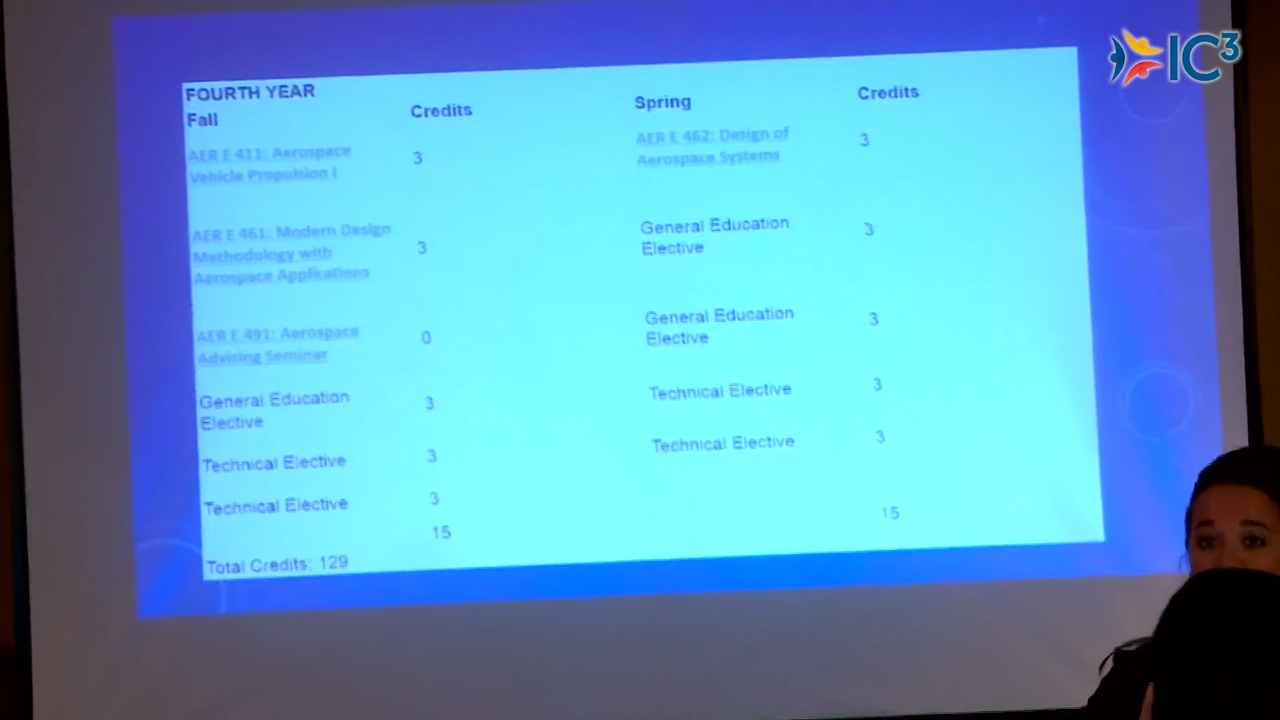 IC3
FOURTH YEAR
Fall
Credits
AER E 411: Aerospace
Vehicle Propulsion I
3
AER E 461: Modern Design
Methodology with
Aerospace Applications
3
AER E 491: Aerospace
Advising Seminar
0
General Education
Elective
3
Technical Elective
3
Technical Elective
3
15
Total Credits: 129
Spring
Credits
AER E 462: Design of
Aerospace Systems
3
General Education
Elective
3
General Education
Elective
3
Technical Elective
3
Technical Elective
3
15